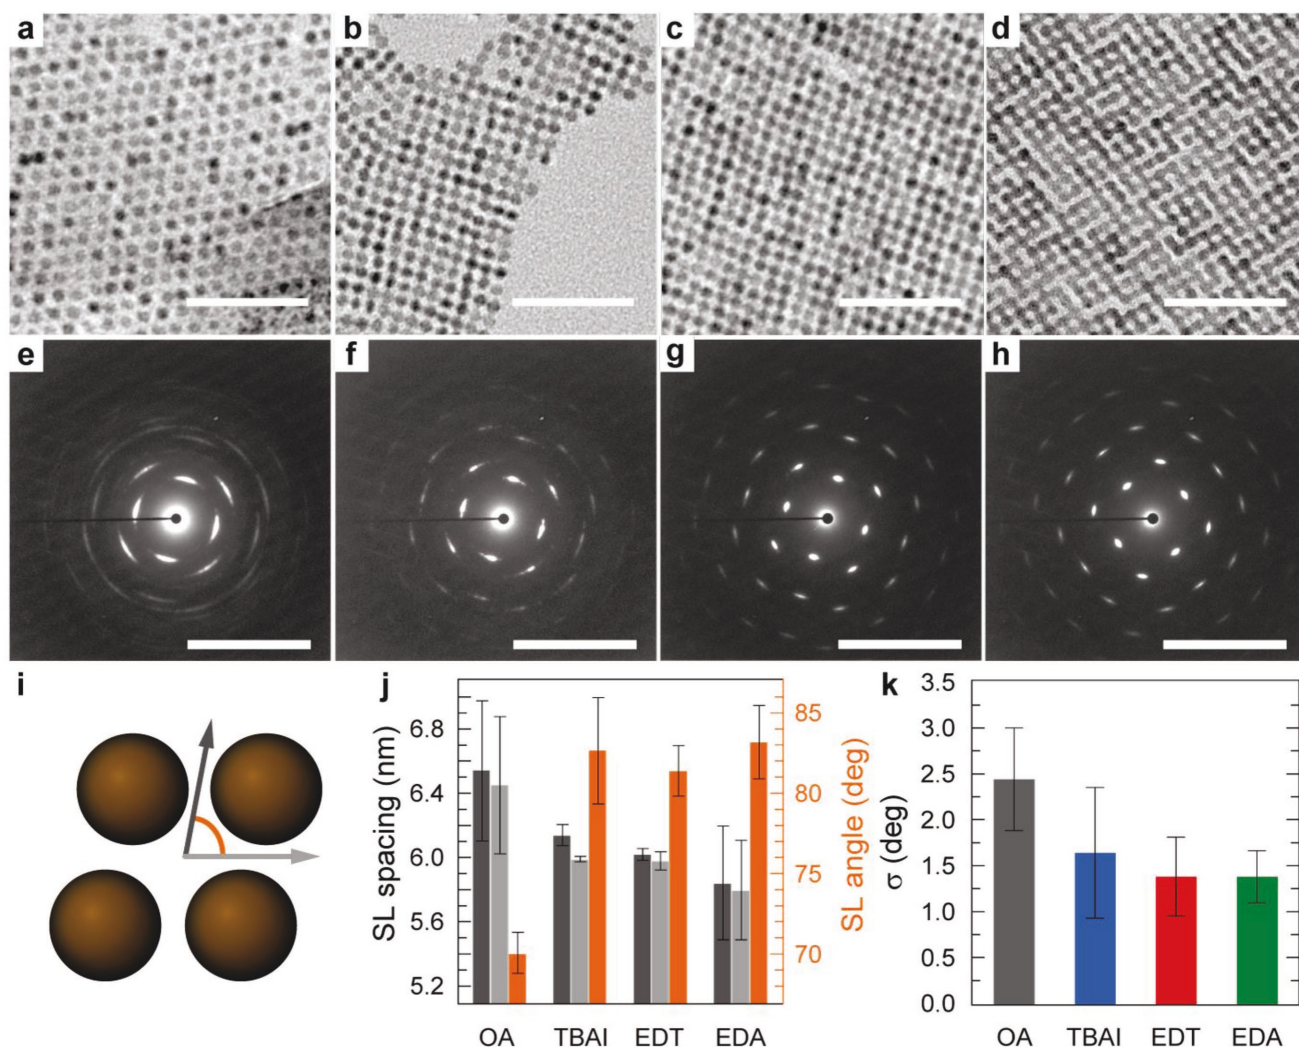 a
b
c
d
e
f
g
h
i
j
k
SL spacing (nm)
6.8
6.4
6.0
5.6
5.2
85
80
75
70
SL angle (deg)
OA
TBAI
EDT
EDA
σ (deg)
3.5
3.0
2.5
2.0
1.5
1.0
0.5
0.0
OA
TBAI
EDT
EDA